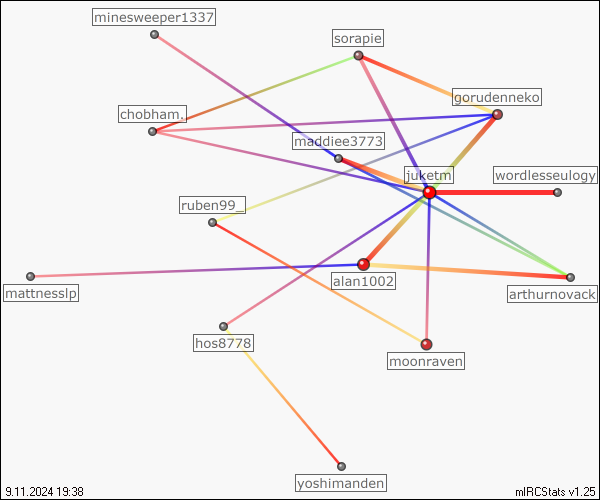 minesweeper1337
sorapie
gorudenneko
chobham.
maddiee3773
juketm
wordlesseulogy
ruben99_
alan1002
mattnesslp
arthurnovack
hos8778
moonraven
yoshimanden
9.11.2024 19:38
mIRCStats v1.25